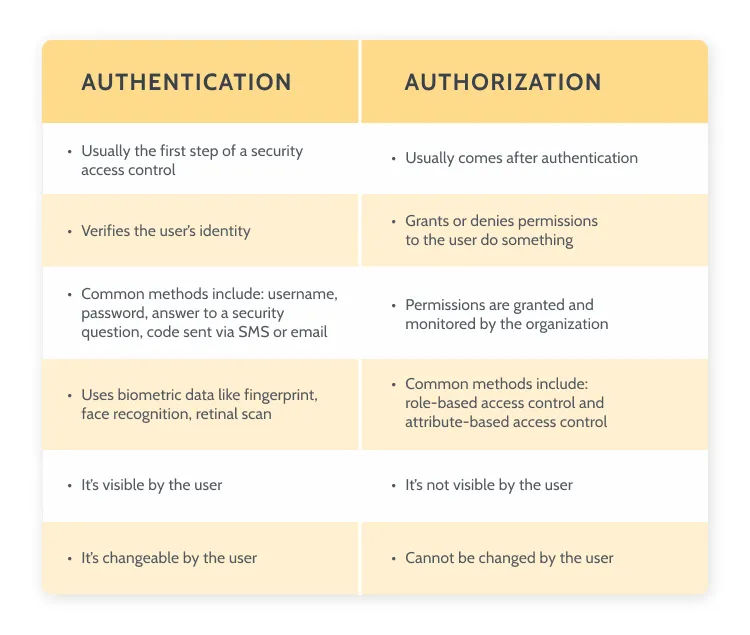 AUTHENTICATION
AUTHORIZATION
• Usually the first step of a security
access control
• Usually comes after authentication
• Verifies the user's identity
• Grants or denies permissions
to the user do something
• Common methods include: username,
password, answer to a security
question, code sent via SMS or email
• Permissions are granted and
monitored by the organization
• Uses biometric data like fingerprint,
face recognition, retinal scan
• Common methods include:
role-based access control and
attribute-based access control
• It's visible by the user
• It's not visible by the user
• It's changeable by the user
• Cannot be changed by the user